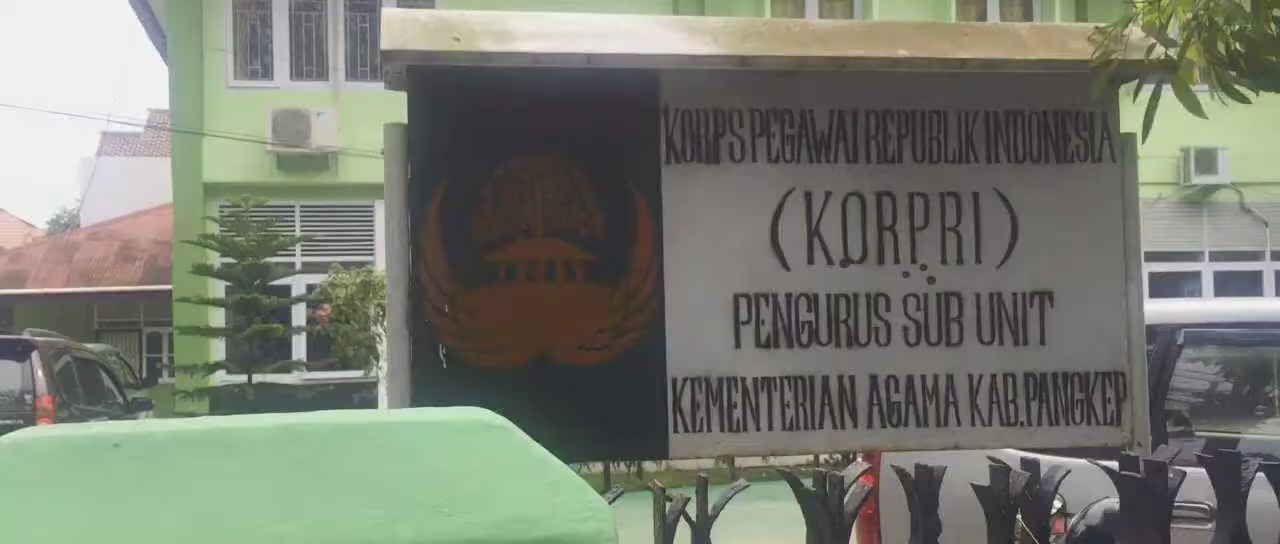 KORPS PEGAWAI REPUBLIK INDONESIA
(KORPRI)
PENGURUS SUB UNIT
KEMENTERIAN AGAMA KAB.PANGKEP